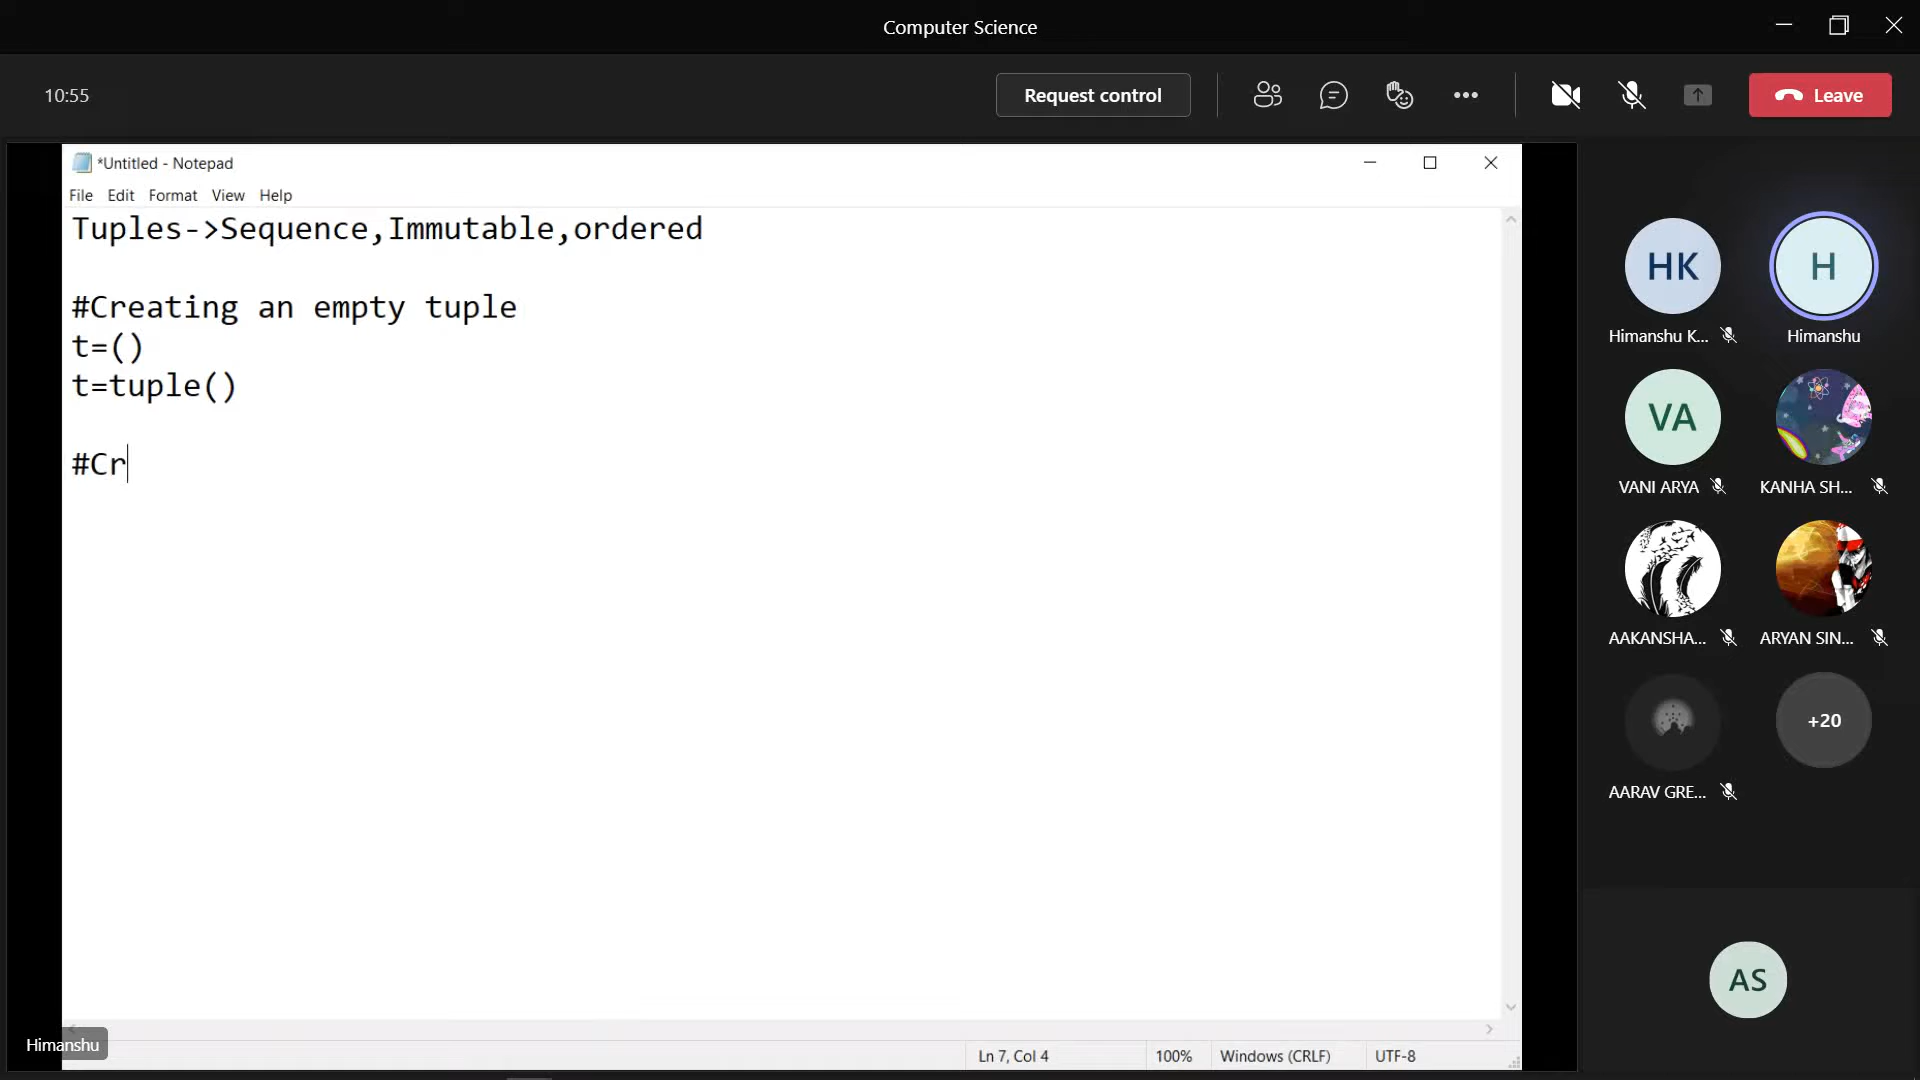 Computer Science
10:55
Request control
Leave
*Untitled - Notepad
File Edit Format View Help
Tuples->Sequence,Immutable,ordered
#Creating an empty tuple
t=()
t=tuple()
#Cr
HK
H
Himanshu K...
Himanshu
VA
VANI ARYA
KANHA SH...
AAKANSHA...
ARYAN SIN...
+20
AARAV GRE...
AS
Himanshu
Ln 7, Col 4
100%
Windows (CRLF)
UTF-8